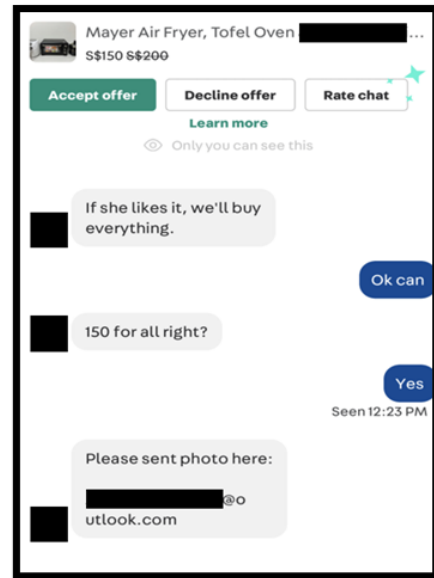 Mayer Air Fryer, Tofel Oven ...
S$150 S$200
Accept offer Decline offer Rate chat
Learn more
Only you can see this
If she likes it, we'll buy
everything.
Ok can
150 for all right?
Yes
Seen 12:23 PM
Please sent photo here:
@o
utlook.com